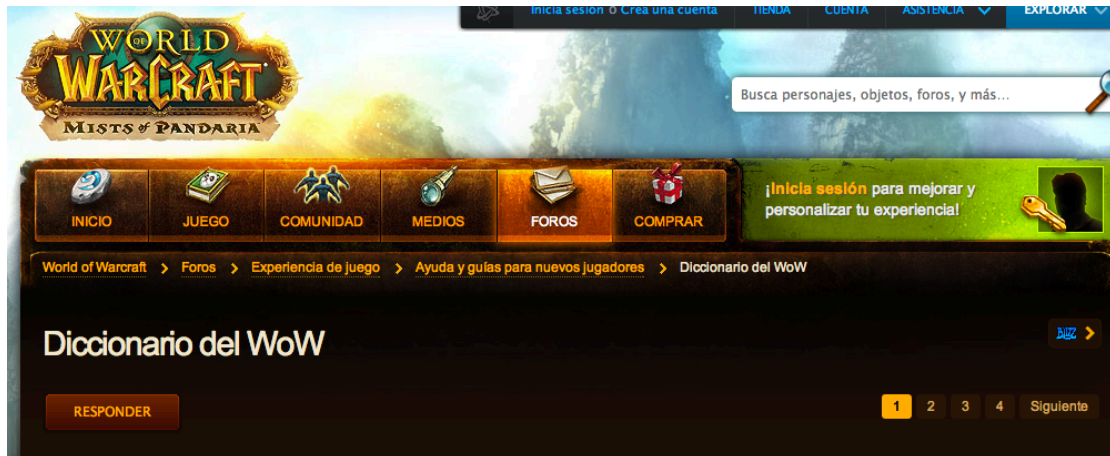 Inicia sesión o Crea una cuenta TIENDA CUENTA ASISTENCIA EXPLORAR
WORLD OF WARCRAFT
MISTS of PANDARIA
Busca personajes, objetos, foros, y más...
INICIO JUEGO COMUNIDAD MEDIOS FOROS COMPRAR
¡Inicia sesión para mejorar y
personalizar tu experiencia!
World of Warcraft > Foros > Experiencia de juego > Ayuda y guías para nuevos jugadores > Diccionario del WoW
Diccionario del WoW
BLIZZ >
RESPONDER
1 2 3 4 Siguiente